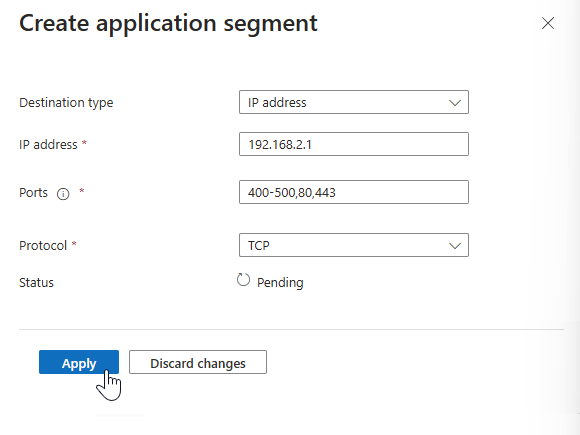 Create application segment
Destination type IP address
IP address * 192.168.2.1
Ports * 400-500,80,443
Protocol * TCP
Status Pending
Apply Discard changes